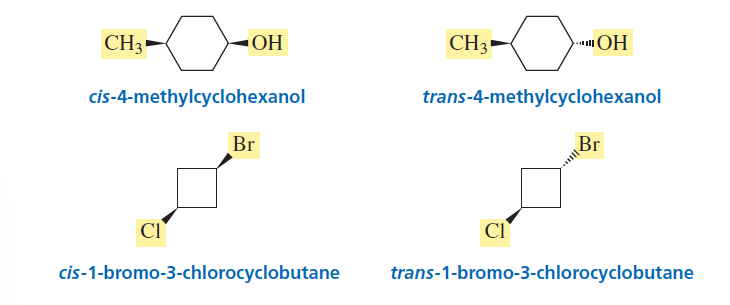 CH3 OH CH3 OH
cis-4-methylcyclohexanol trans-4-methylcyclohexanol
Br Br
Cl Cl
cis-1-bromo-3-chlorocyclobutane trans-1-bromo-3-chlorocyclobutane